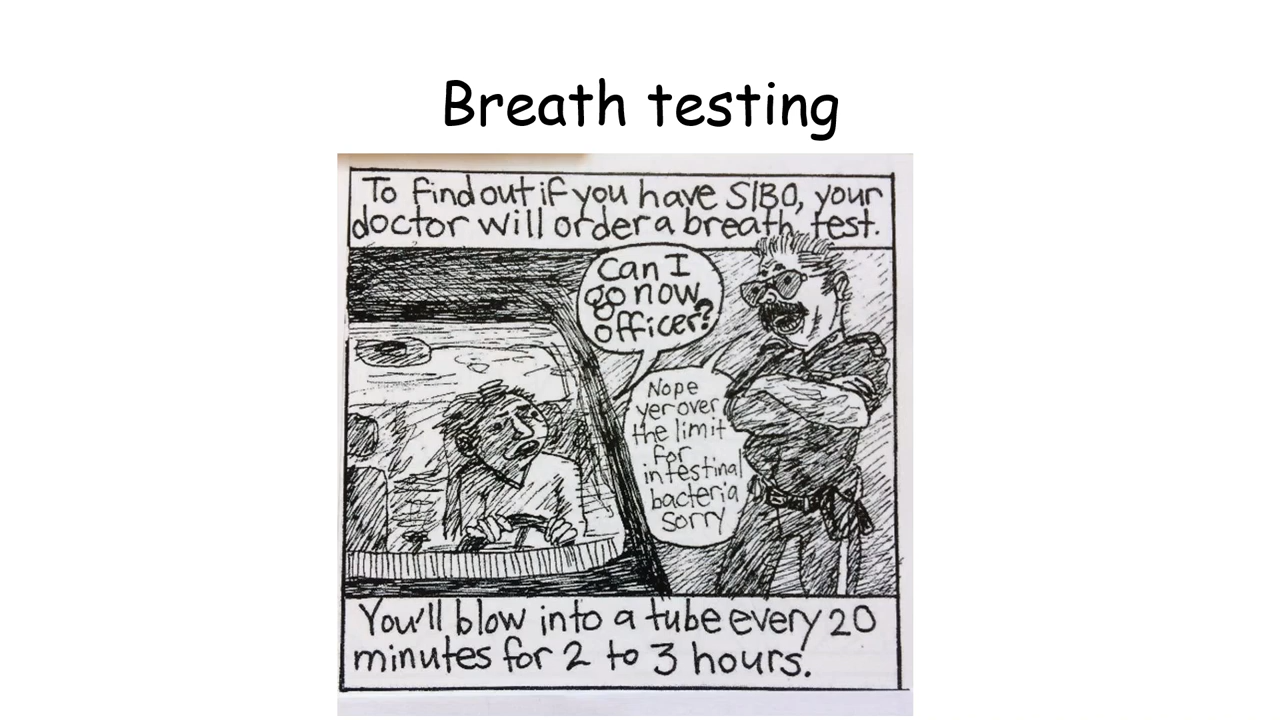 Breath testing
To find out if you have SIBO, your
doctor will order a breath test.
Can I
go now
officer?
Nope
yer over
the limit
for
intestinal
bacteria
sorry
You'll blow into a tube every 20
minutes for 2 to 3 hours.